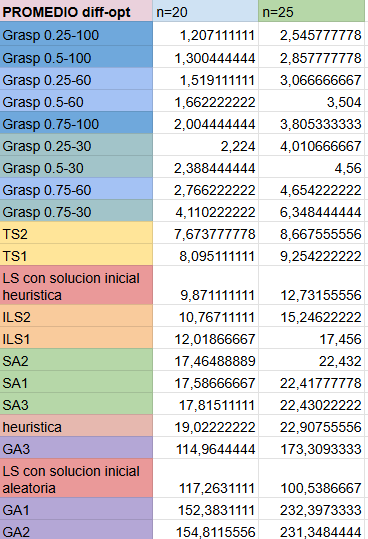 PROMEDIO diff-opt n=20 n=25
Grasp 0.25-100 1,207111111 2,545777778
Grasp 0.5-100 1,300444444 2,857777778
Grasp 0.25-60 1,519111111 3,066666667
Grasp 0.5-60 1,662222222 3,504
Grasp 0.75-100 2,004444444 3,805333333
Grasp 0.25-30 2,224 4,010666667
Grasp 0.5-30 2,388444444 4,56
Grasp 0.75-60 2,766222222 4,654222222
Grasp 0.75-30 4,110222222 6,348444444
TS2 7,673777778 8,667555556
TS1 8,095111111 9,254222222
LS con solucion inicial
heuristica 9,871111111 12,73155556
ILS2 10,76711111 15,24622222
ILS1 12,01866667 17,456
SA2 17,46488889 22,432
SA1 17,58666667 22,41777778
SA3 17,81511111 22,43022222
heuristica 19,02222222 22,90755556
GA3 114,9644444 173,3093333
LS con solucion inicial
aleatoria 117,2631111 100,5386667
GA1 152,3831111 232,3973333
GA2 154,8115556 231,3484444